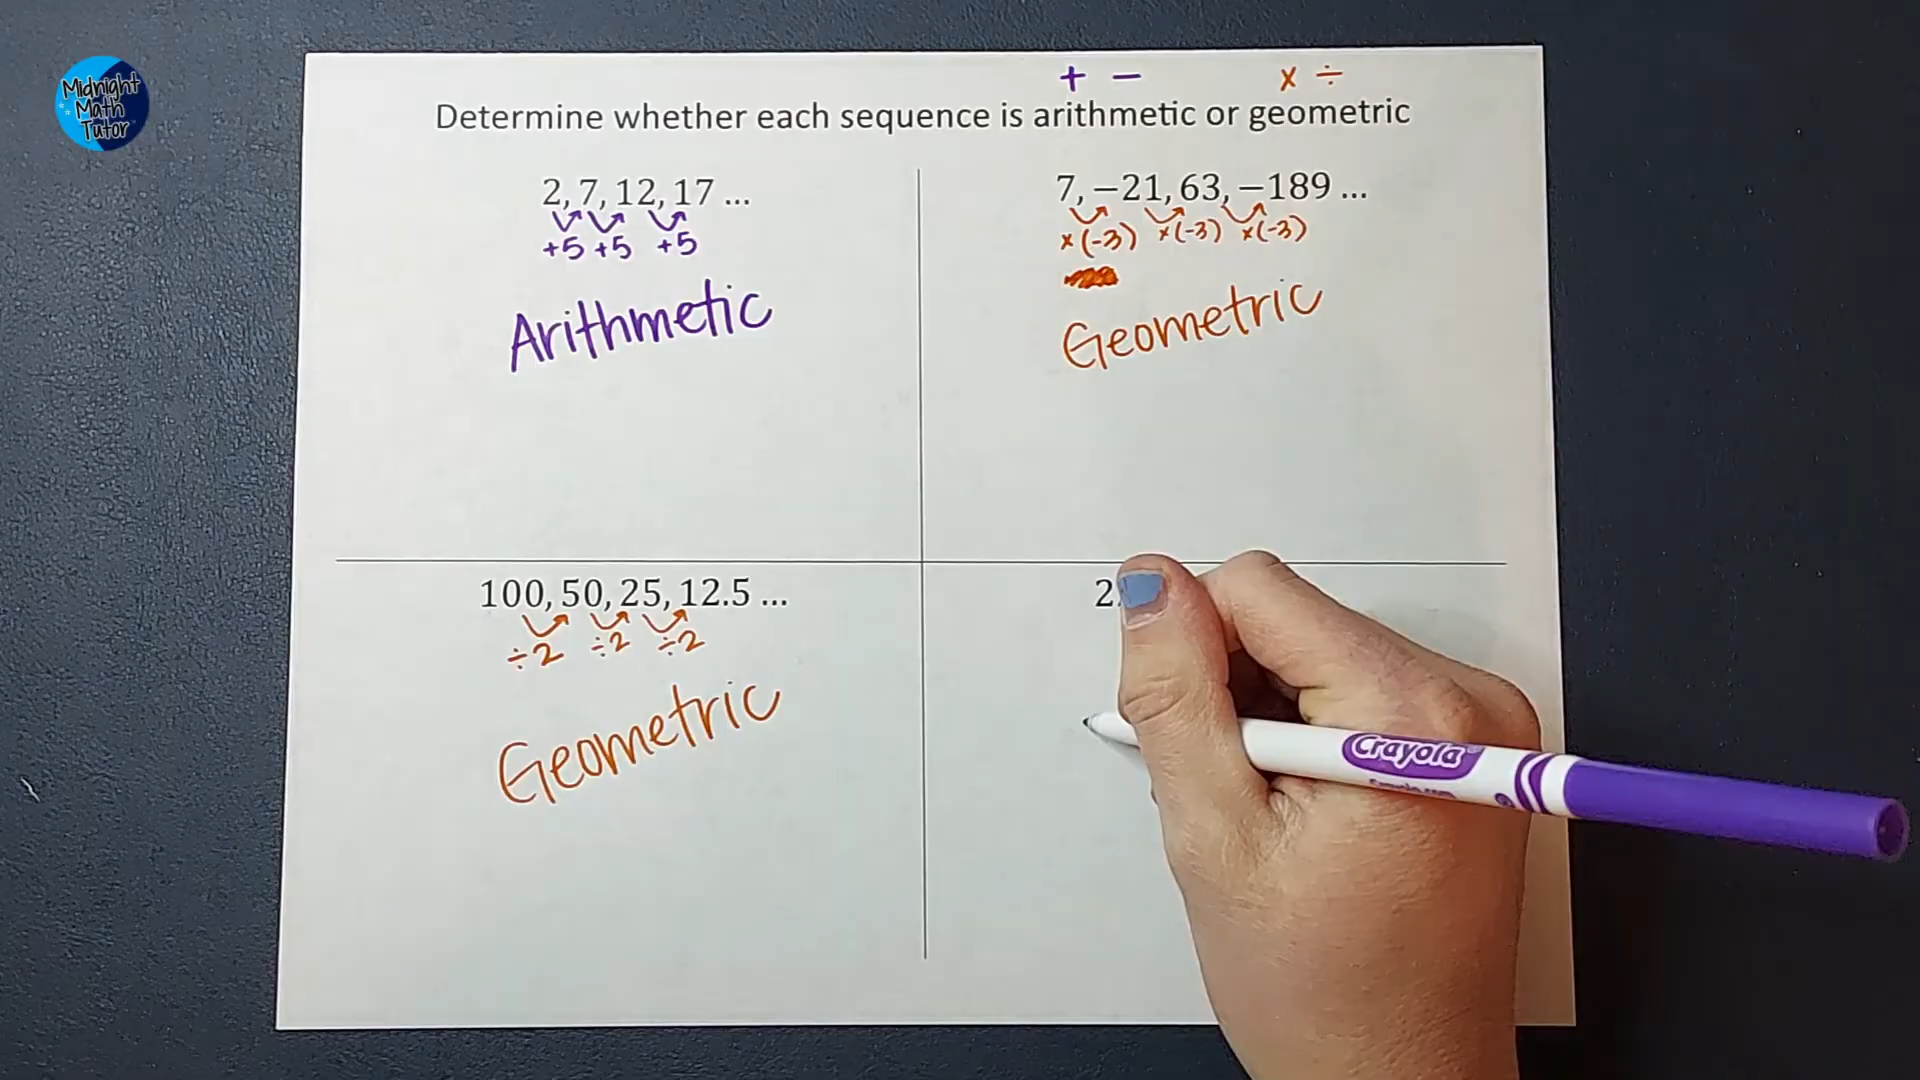 Midnight
Math
Tutor
+ − × ÷
Determine whether each sequence is arithmetic or geometric
2, 7, 12, 17 ...
+5 +5 +5
Arithmetic
7, −21, 63, −189 ...
×(-3) ×(-3) ×(-3)
Geometric
100, 50, 25, 12.5 ...
÷2 ÷2 ÷2
Geometric
2
Crayola